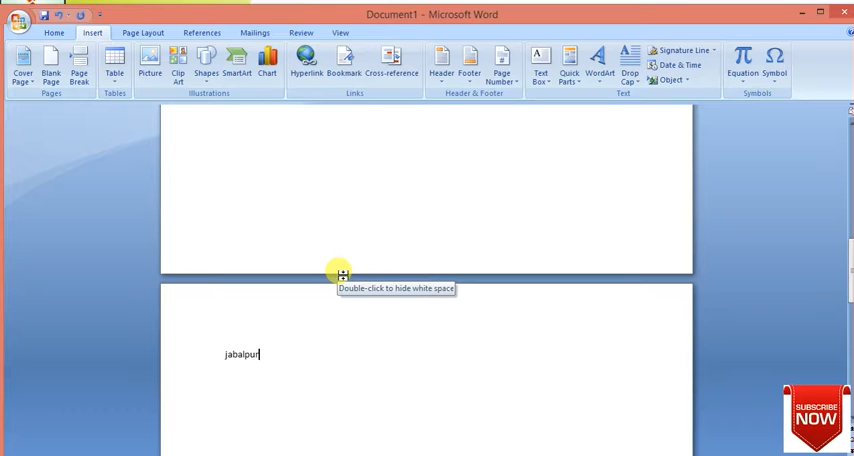 Document1 - Microsoft Word
Home Insert Page Layout References Mailings Review View
Cover Page Blank Page Page Break Table Picture Clip Art Shapes SmartArt Chart Hyperlink Bookmark Cross-reference Header Footer Page Number Text Box Quick Parts WordArt Drop Cap Signature Line Date & Time Object Equation Symbol
Pages Tables Illustrations Links Header & Footer Text Symbols
Double-click to hide white space
jabalpur
SUBSCRIBE
NOW